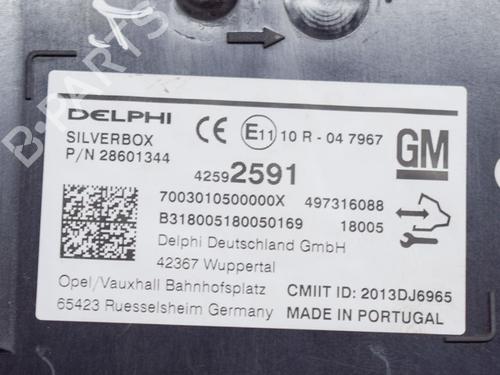 B-PARTS
DELPHI
SILVERBOX
P/N 28601344
CE E11 10 R - 04 7967
GM
42592591
7003010500000X 497316088
B318005180050169 18005
Delphi Deutschland GmbH
42367 Wuppertal
Opel/Vauxhall Bahnhofsplatz CMIIT ID: 2013DJ6965
65423 Ruesselsheim Germany MADE IN PORTUGAL